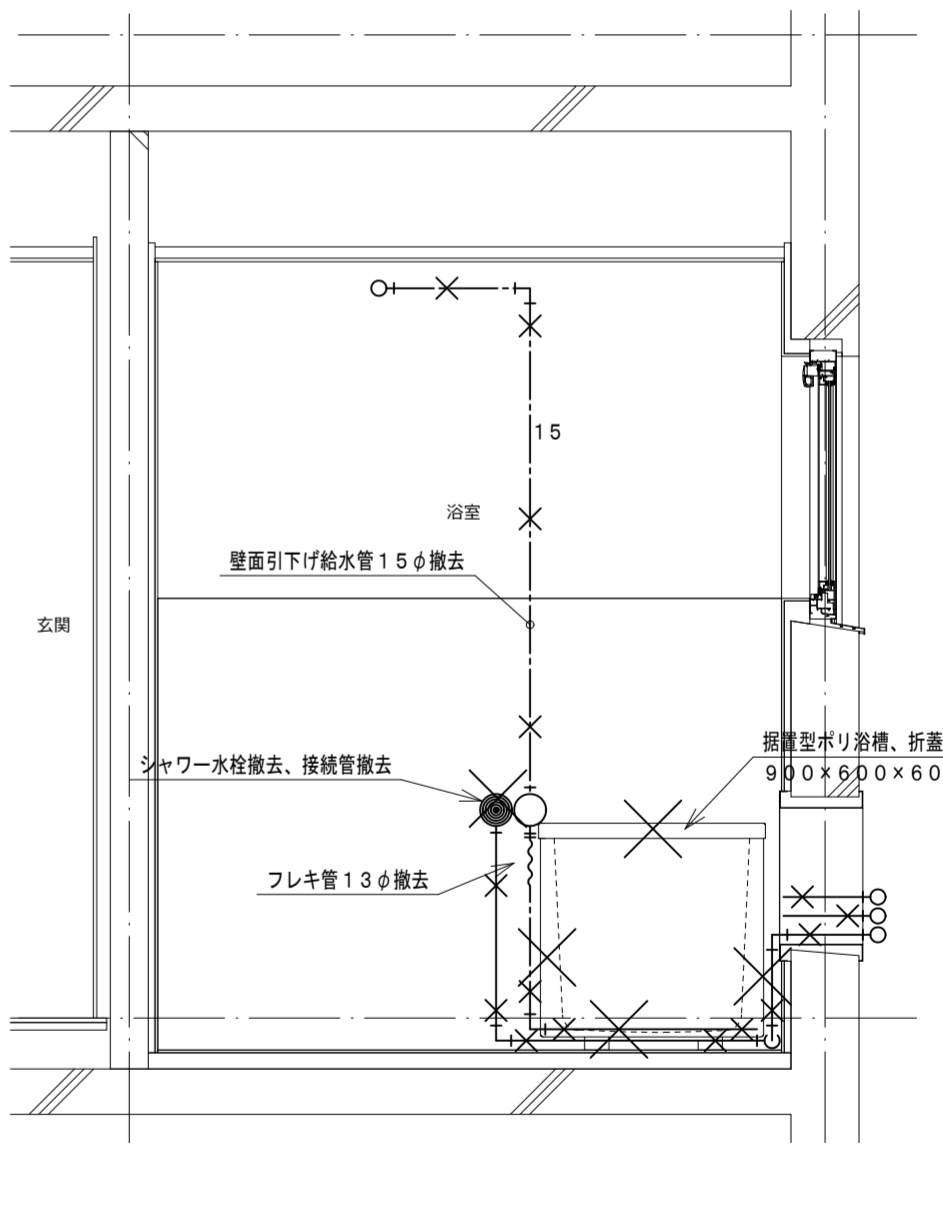 15
浴室
壁面引下げ給水管15φ撤去
玄関
据置型ポリ浴槽、折蓋
900×600×60
シャワー水栓撤去、接続管撤去
フレキ管13φ撤去